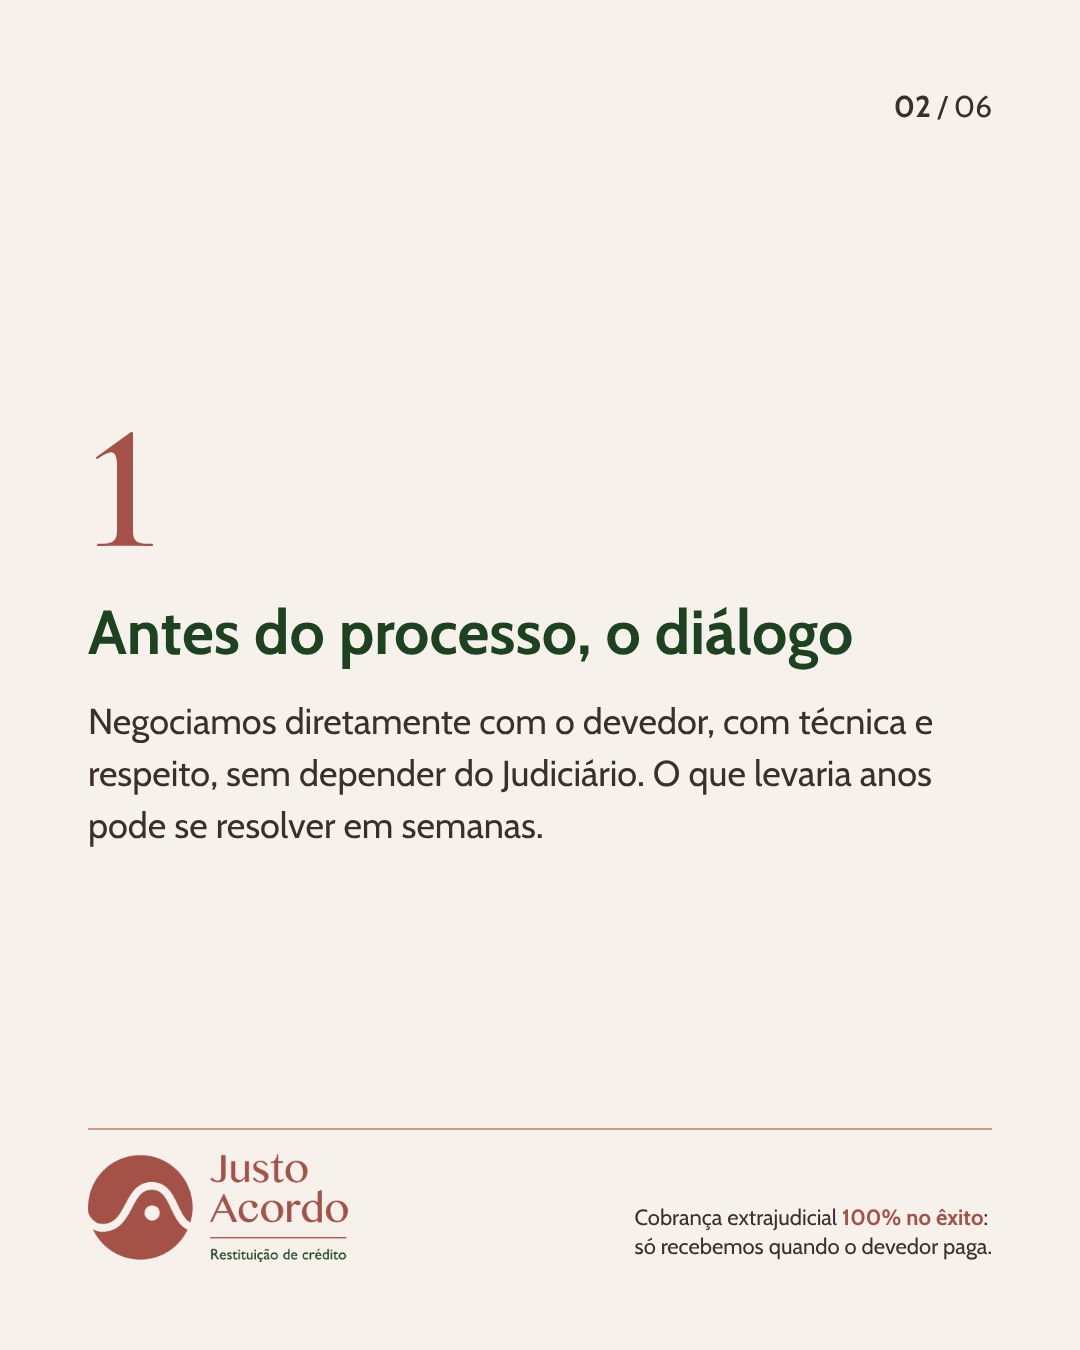 02 / 06
1
Antes do processo, o diálogo
Negociamos diretamente com o devedor, com técnica e
respeito, sem depender do Judiciário. O que levaria anos
pode se resolver em semanas.
Justo
Acordo
Restituição de crédito
Cobrança extrajudicial 100% no êxito:
só recebemos quando o devedor paga.